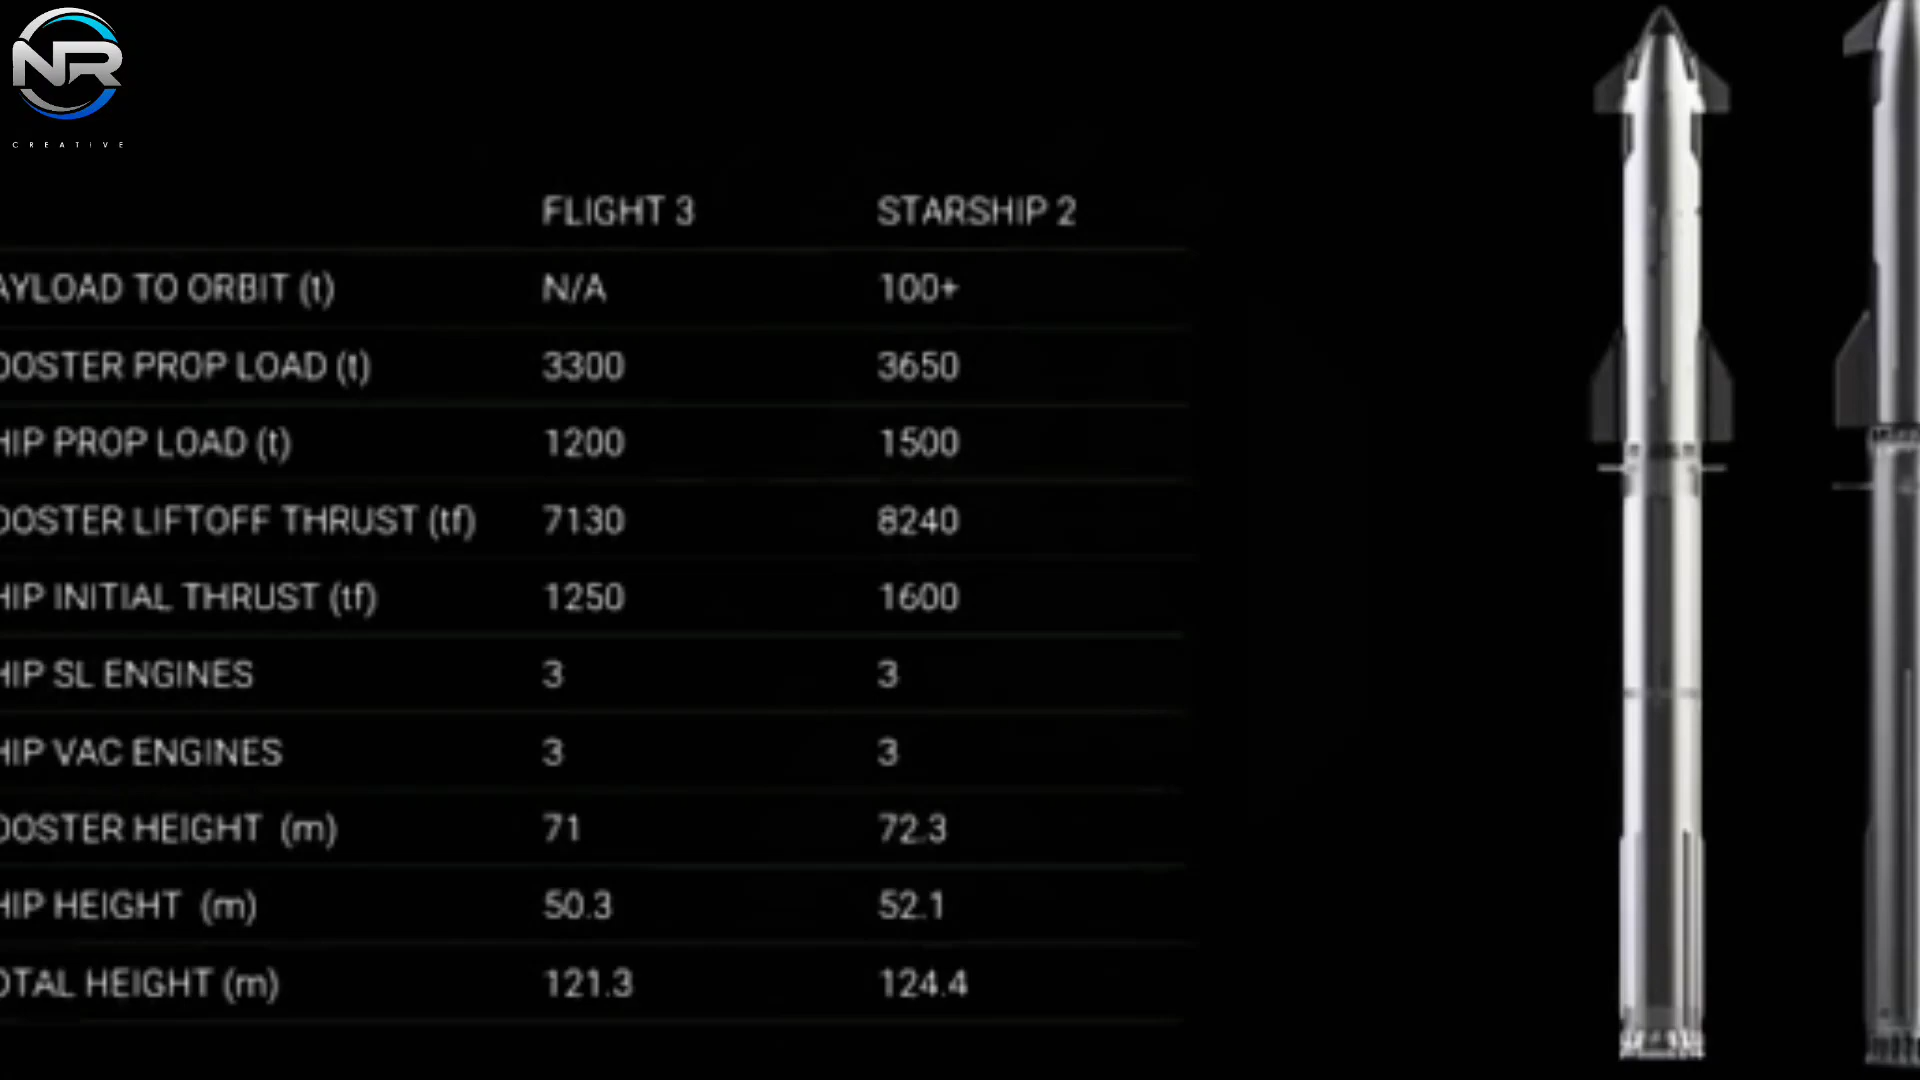 NR
CREATIVE
FLIGHT 3 STARSHIP 2
AYLOAD TO ORBIT (t) N/A 100+
OOSTER PROP LOAD (t) 3300 3650
HIP PROP LOAD (t) 1200 1500
OOSTER LIFTOFF THRUST (tf) 7130 8240
HIP INITIAL THRUST (tf) 1250 1600
HIP SL ENGINES 3 3
HIP VAC ENGINES 3 3
OOSTER HEIGHT (m) 71 72.3
HIP HEIGHT (m) 50.3 52.1
OTAL HEIGHT (m) 121.3 124.4